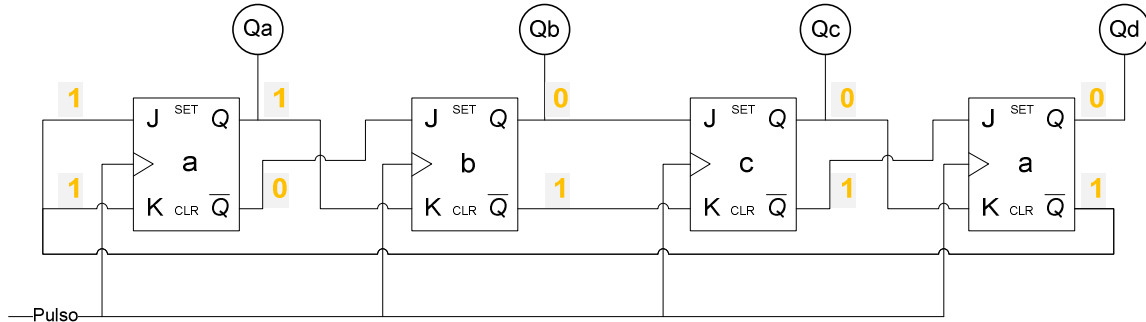 Qa Qb Qc Qd
1 1 0 0 0
J SET Q J SET Q J SET Q J SET Q
a b c a
1 0 1 1 1
K CLR Q K CLR Q K CLR Q K CLR Q
Pulso